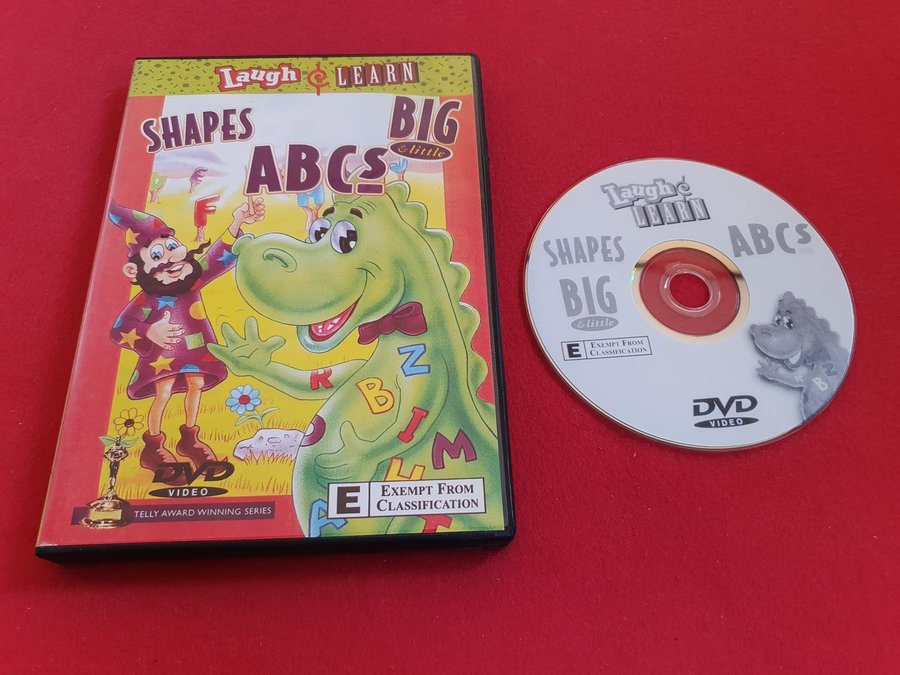 Laugh & LEARN
SHAPES
BIG
& little
ABCs
P E F
J
R
B
Z
I
M
H
A
DVD
VIDEO
TELLY AWARD WINNING SERIES
E EXEMPT FROM
CLASSIFICATION
Laugh &
LEARN
SHAPES
ABCs
BIG
& little
E EXEMPT FROM
CLASSIFICATION
B Z
DVD
VIDEO